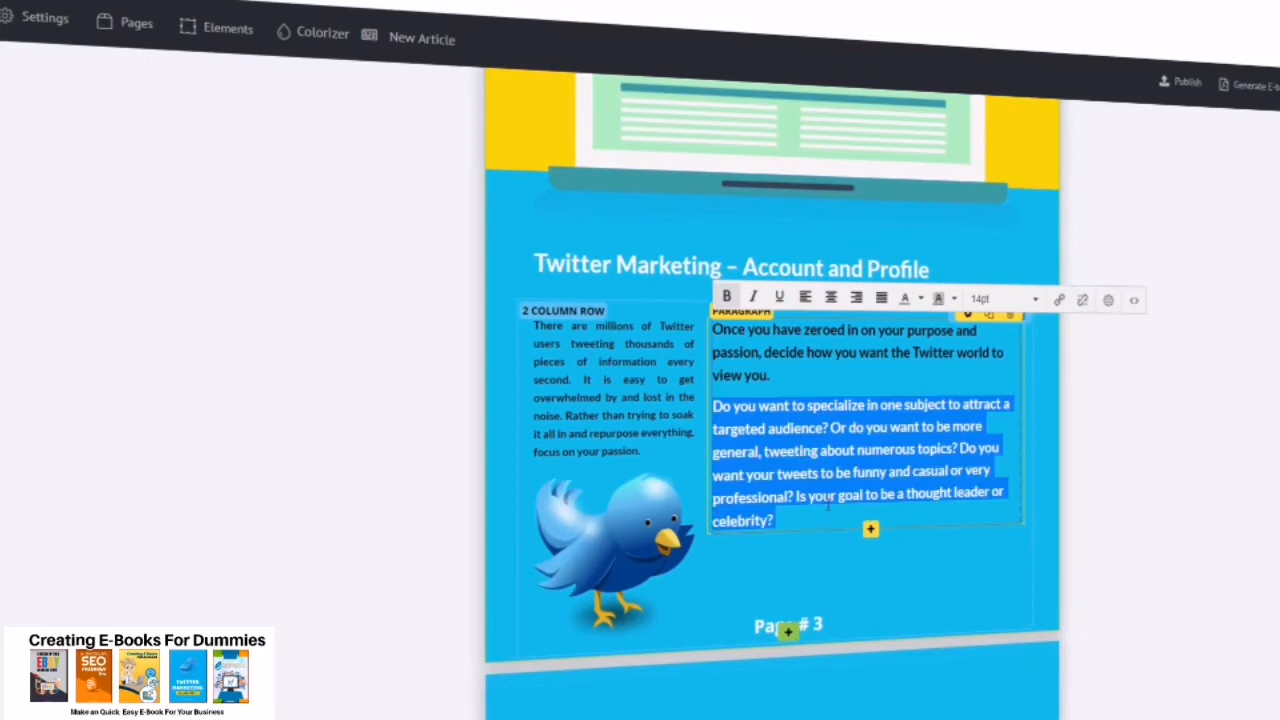 Settings
Pages
Elements
Colorizer
New Article
Publish
Generate E-
Twitter Marketing – Account and Profile
B I U
A A 14pt
2 COLUMN ROW
There are millions of Twitter
users tweeting thousands of
pieces of information every
second. It is easy to get
overwhelmed by and lost in the
noise. Rather than trying to soak
it all in and repurpose everything,
focus on your passion.
PARAGRAPH
Once you have zeroed in on your purpose and
passion, decide how you want the Twitter world to
view you.
Do you want to specialize in one subject to attract a
targeted audience? Or do you want to be more
general, tweeting about numerous topics? Do you
want your tweets to be funny and casual or very
professional? Is your goal to be a thought leader or
celebrity?
Page # 3
Creating E-Books For Dummies
EBAY
SEO
FRIENDLY
TWITTER
MARKETING
Make an Quick Easy E-Book For Your Business